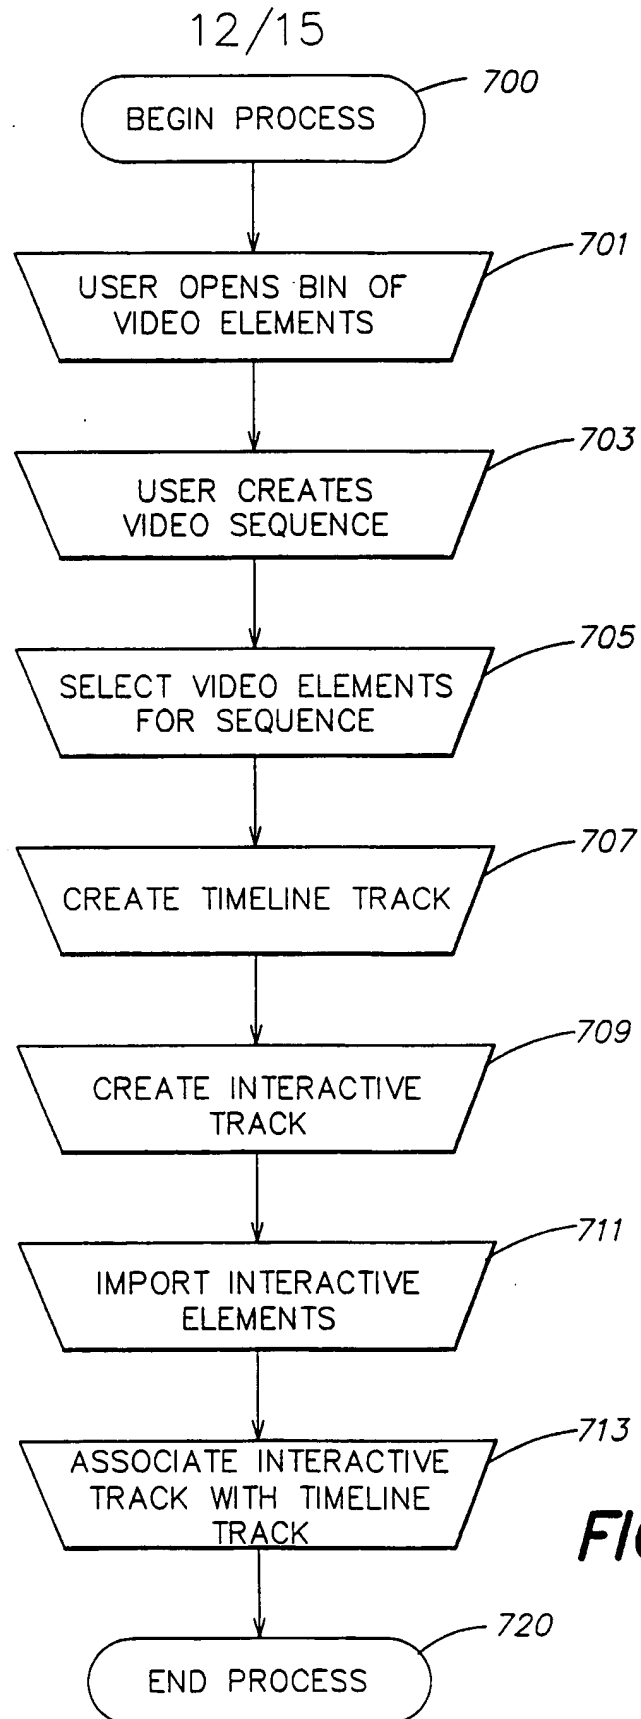 12/15
700
BEGIN PROCESS
701
USER OPENS BIN OF
VIDEO ELEMENTS
703
USER CREATES
VIDEO SEQUENCE
705
SELECT VIDEO ELEMENTS
FOR SEQUENCE
707
CREATE TIMELINE TRACK
709
CREATE INTERACTIVE
TRACK
711
IMPORT INTERACTIVE
ELEMENTS
713
ASSOCIATE INTERACTIVE
TRACK WITH TIMELINE
TRACK
720
END PROCESS